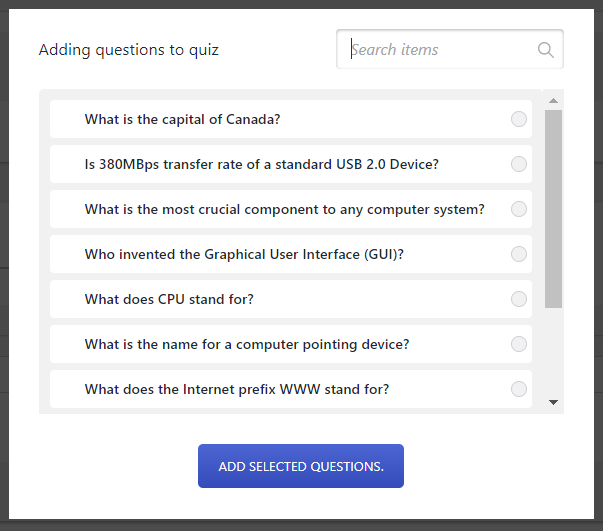 Adding questions to quiz
Search items
What is the capital of Canada?
Is 380MBps transfer rate of a standard USB 2.0 Device?
What is the most crucial component to any computer system?
Who invented the Graphical User Interface (GUI)?
What does CPU stand for?
What is the name for a computer pointing device?
What does the Internet prefix WWW stand for?
ADD SELECTED QUESTIONS.